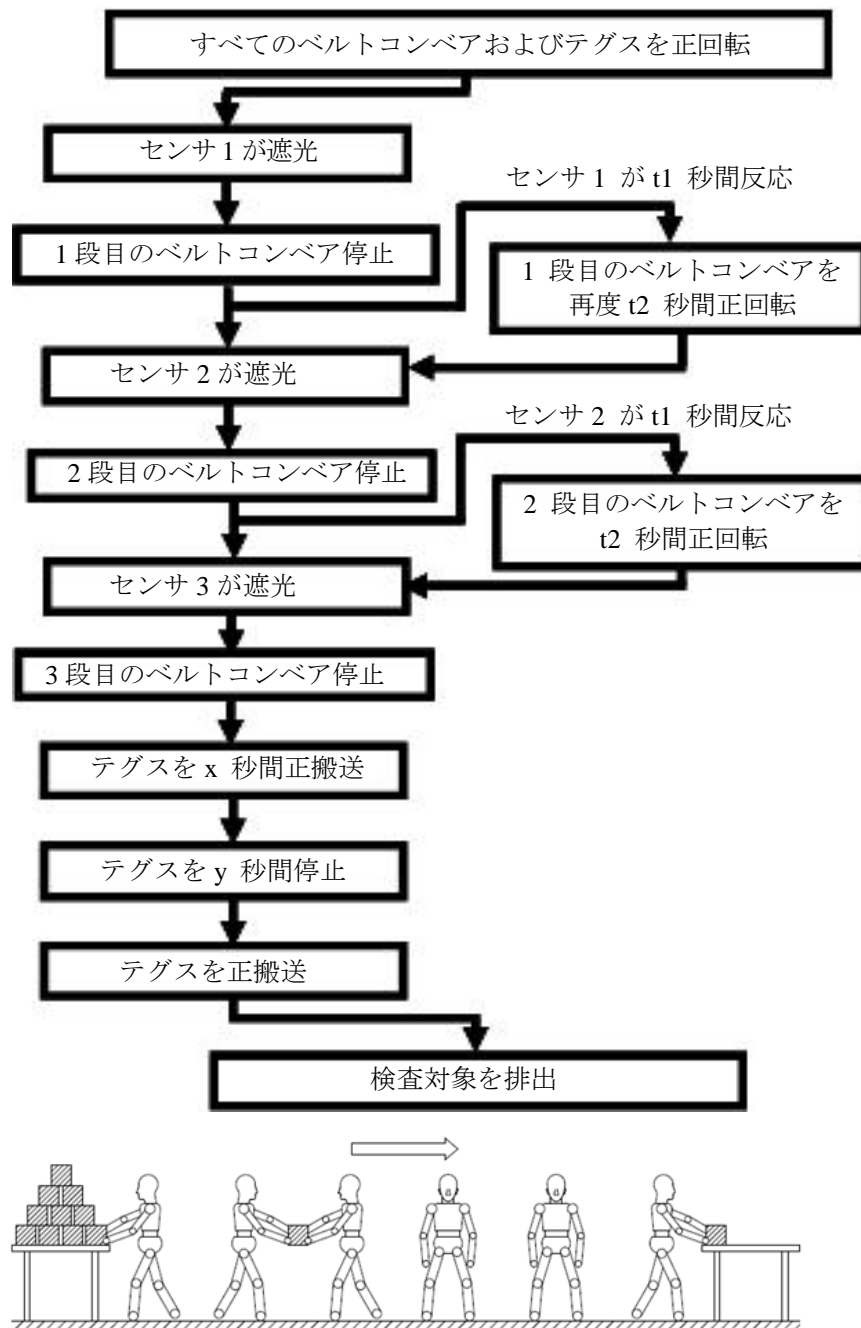 すべてのベルトコンベアおよびテグスを正回転
センサ 1 が遮光
センサ 1 が t1 秒間反応
1 段目のベルトコンベア停止
1 段目のベルトコンベアを
再度 t2 秒間正回転
センサ 2 が遮光
センサ 2 が t1 秒間反応
2 段目のベルトコンベア停止
2 段目のベルトコンベアを
t2 秒間正回転
センサ 3 が遮光
3 段目のベルトコンベア停止
テグスを x 秒間正搬送
テグスを y 秒間停止
テグスを正搬送
検査対象を排出